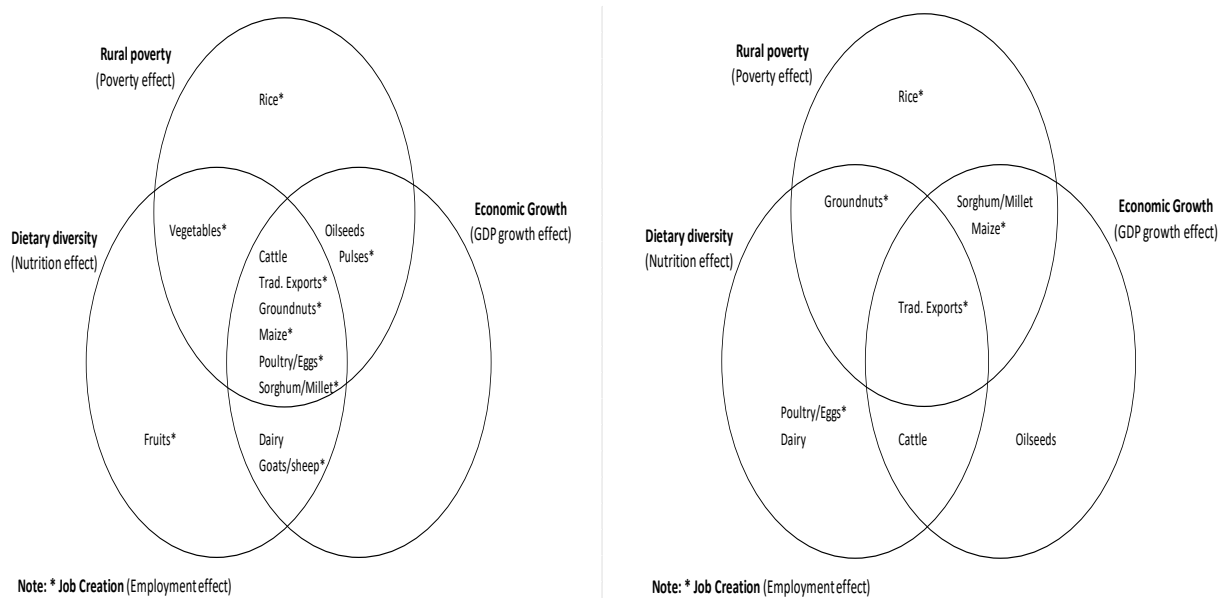 Rural poverty
(Poverty effect)
Rice*
Economic Growth
(GDP growth effect)
Dietary diversity
(Nutrition effect)
Vegetables*
Oilseeds
Pulses*
Cattle
Trad. Exports*
Groundnuts*
Maize*
Poultry/Eggs*
Sorghum/Millet*
Fruits*
Dairy
Goats/sheep*
Note: * Job Creation (Employment effect)
Rural poverty
(Poverty effect)
Rice*
Economic Growth
(GDP growth effect)
Dietary diversity
(Nutrition effect)
Groundnuts*
Sorghum/Millet
Maize*
Trad. Exports*
Poultry/Eggs*
Dairy
Cattle
Oilseeds
Note: * Job Creation (Employment effect)